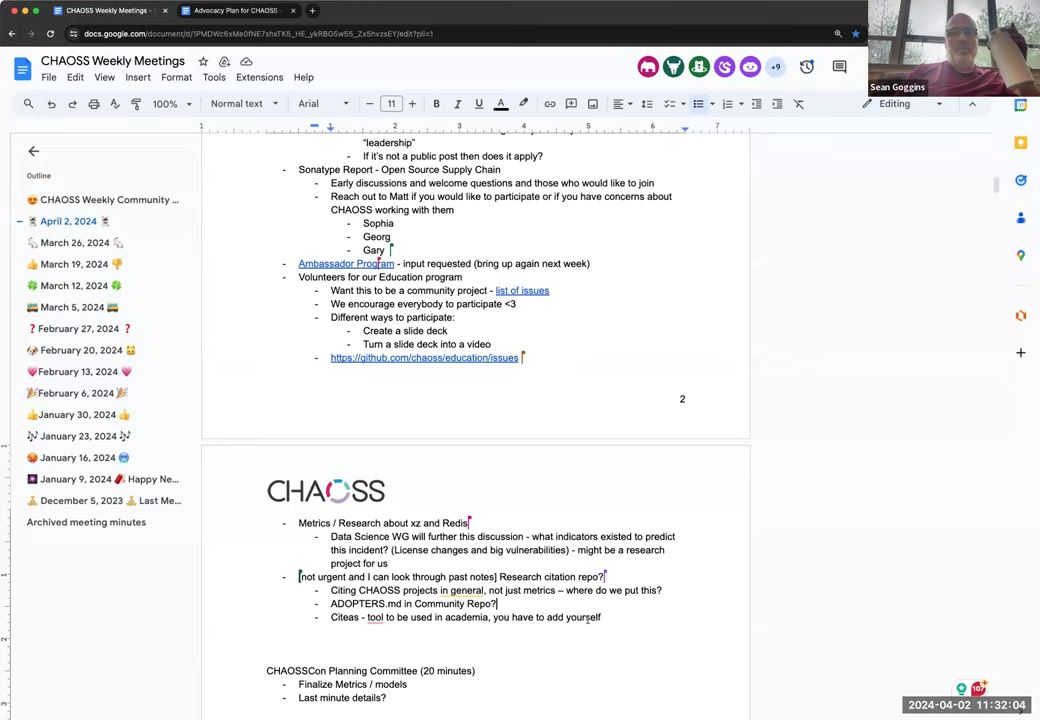 CHAOSS Weekly Meetings -
Advocacy Plan for CHAOSS
docs.google.com/document/d/1PMDWc6xMe0fNE7shxTK5_HE_ykRBG5w55_Zx5hvzsEY/edit?pli=1
CHAOSS Weekly Meetings
File Edit View Insert Format Tools Extensions Help
+9
Sean Goggins
100% Normal text Arial 11 B I U A Editing
1 1 2 3 4 5 6 7
Outline
😍 CHAOSS Weekly Community ...
April 2, 2024
March 26, 2024
👍 March 19, 2024 👎
🍀 March 12, 2024 🍀
March 5, 2024
❓ February 27, 2024 ❓
🐶 February 20, 2024 🐱
💗 February 13, 2024 💗
🎉 February 6, 2024 🎉
👍 January 30, 2024 👍
🎶 January 23, 2024 🎶
🥵 January 16, 2024 🥶
🎆 January 9, 2024 🧨 Happy Ne...
December 5, 2023 Last Me...
Archived meeting minutes
"leadership"
- If it's not a public post then does it apply?
- Sonatype Report - Open Source Supply Chain
- Early discussions and welcome questions and those who would like to join
- Reach out to Matt if you would like to participate or if you have concerns about
CHAOSS working with them
- Sophia
- Georg
- Gary
- Ambassador Program - input requested (bring up again next week)
- Volunteers for our Education program
- Want this to be a community project - list of issues
- We encourage everybody to participate <3
- Different ways to participate:
- Create a slide deck
- Turn a slide deck into a video
- https://github.com/chaoss/education/issues
2
CHAOSS
- Metrics / Research about xz and Redis
- Data Science WG will further this discussion - what indicators existed to predict
this incident? (License changes and big vulnerabilities) - might be a research
project for us
- [not urgent and I can look through past notes] Research citation repo?
- Citing CHAOSS projects in general, not just metrics – where do we put this?
- ADOPTERS.md in Community Repo?
- Citeas - tool to be used in academia, you have to add yourself
CHAOSSCon Planning Committee (20 minutes)
- Finalize Metrics / models
- Last minute details?
107
2024-04-02 11:32:04